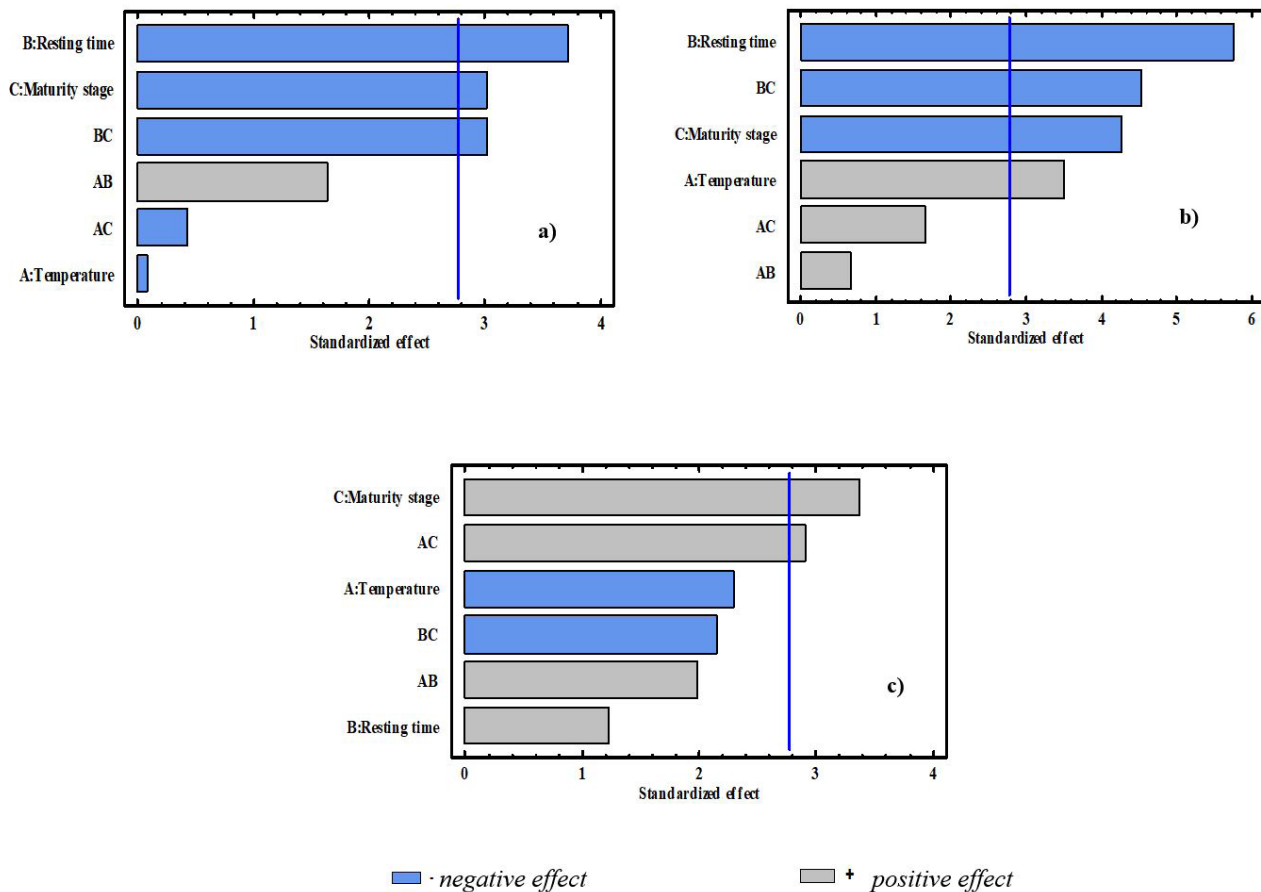 B:Resting time
C:Maturity stage
BC
AB
AC
A:Temperature
a)
0 1 2 3 4
Standardized effect
B:Resting time
BC
C:Maturity stage
A:Temperature
AC
AB
b)
0 1 2 3 4 5 6
Standardized effect
C:Maturity stage
AC
A:Temperature
BC
AB
B:Resting time
c)
0 1 2 3 4
Standardized effect
- negative effect
+ positive effect